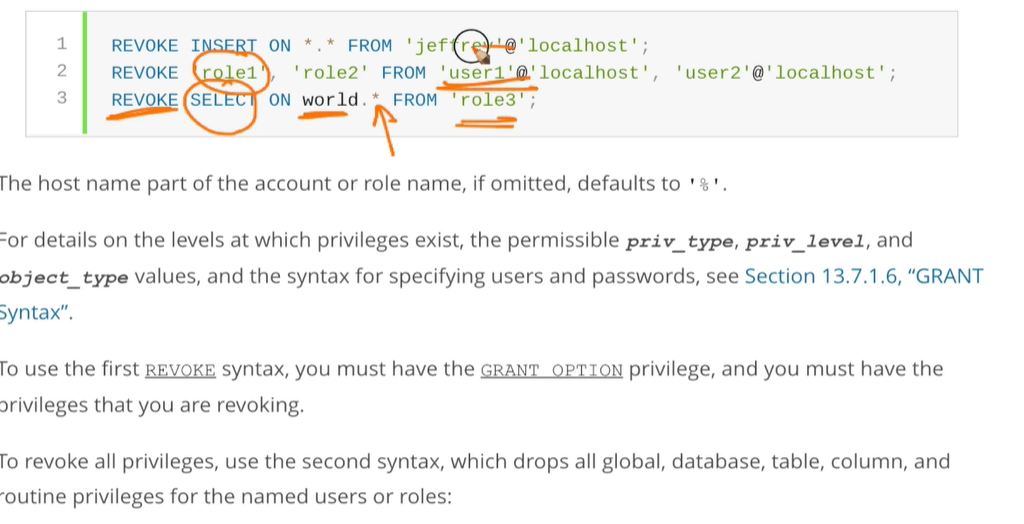 1 REVOKE INSERT ON *.* FROM 'jeffrey'@'localhost';
2 REVOKE 'role1', 'role2' FROM 'user1'@'localhost', 'user2'@'localhost';
3 REVOKE SELECT ON world.* FROM 'role3';
The host name part of the account or role name, if omitted, defaults to '%'.
For details on the levels at which privileges exist, the permissible priv_type, priv_level, and
object_type values, and the syntax for specifying users and passwords, see Section 13.7.1.6, “GRANT
Syntax”.
To use the first REVOKE syntax, you must have the GRANT OPTION privilege, and you must have the
privileges that you are revoking.
To revoke all privileges, use the second syntax, which drops all global, database, table, column, and
routine privileges for the named users or roles: